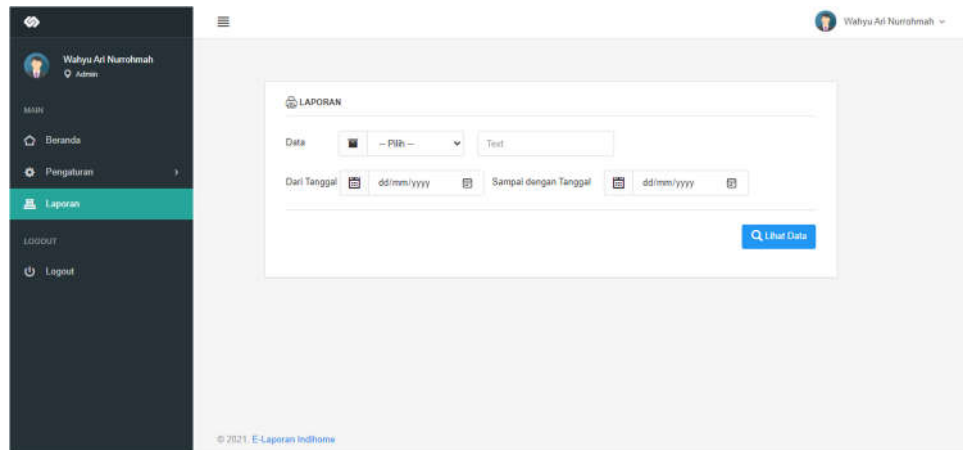 Wahyu Ari Nurrohmah
Wahyu Ari Nurrohmah
Admin
MAIN
Beranda
Pengaturan
Laporan
LOGOUT
Logout
LAPORAN
Data -- Pilih -- Text
Dari Tanggal dd/mm/yyyy Sampai dengan Tanggal dd/mm/yyyy
Lihat Data
© 2021. E-Laporan Indihome